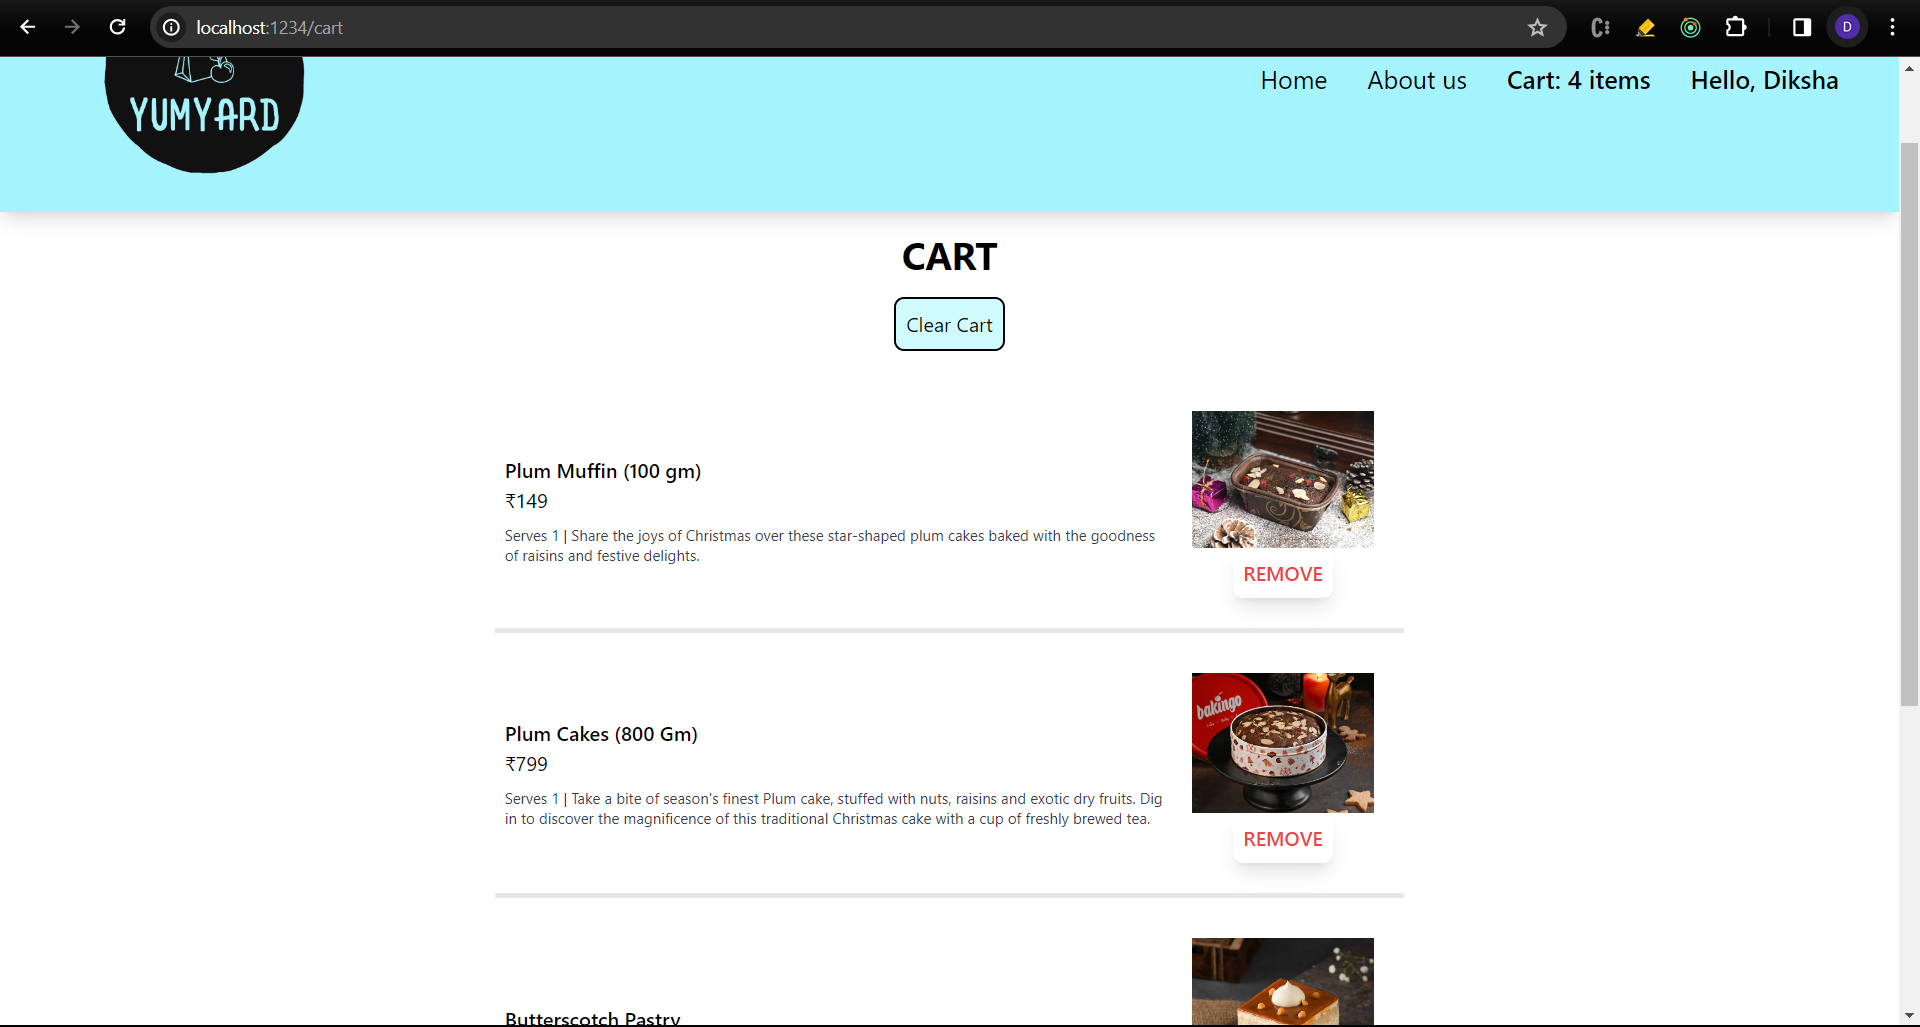 localhost:1234/cart
D
YUMYARD
Home
About us
Cart: 4 items
Hello, Diksha
CART
Clear Cart
Plum Muffin (100 gm)
₹149
Serves 1 | Share the joys of Christmas over these star-shaped plum cakes baked with the goodness
of raisins and festive delights.
REMOVE
bakingo
Plum Cakes (800 Gm)
₹799
Serves 1 | Take a bite of season's finest Plum cake, stuffed with nuts, raisins and exotic dry fruits. Dig
in to discover the magnificence of this traditional Christmas cake with a cup of freshly brewed tea.
REMOVE
Butterscotch Pastry